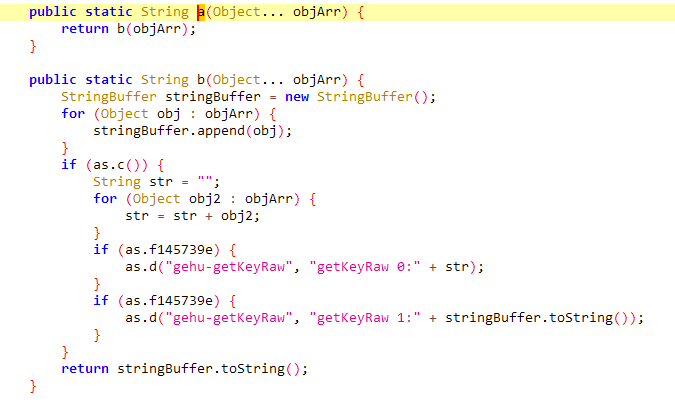 public static String a(Object... objArr) {
    return b(objArr);
}

public static String b(Object... objArr) {
    StringBuffer stringBuffer = new StringBuffer();
    for (Object obj : objArr) {
        stringBuffer.append(obj);
    }
    if (as.c()) {
        String str = "";
        for (Object obj2 : objArr) {
            str = str + obj2;
        }
        if (as.f145739e) {
            as.d("gehu-getKeyRaw", "getKeyRaw 0:" + str);
        }
        if (as.f145739e) {
            as.d("gehu-getKeyRaw", "getKeyRaw 1:" + stringBuffer.toString());
        }
    }
    return stringBuffer.toString();
}